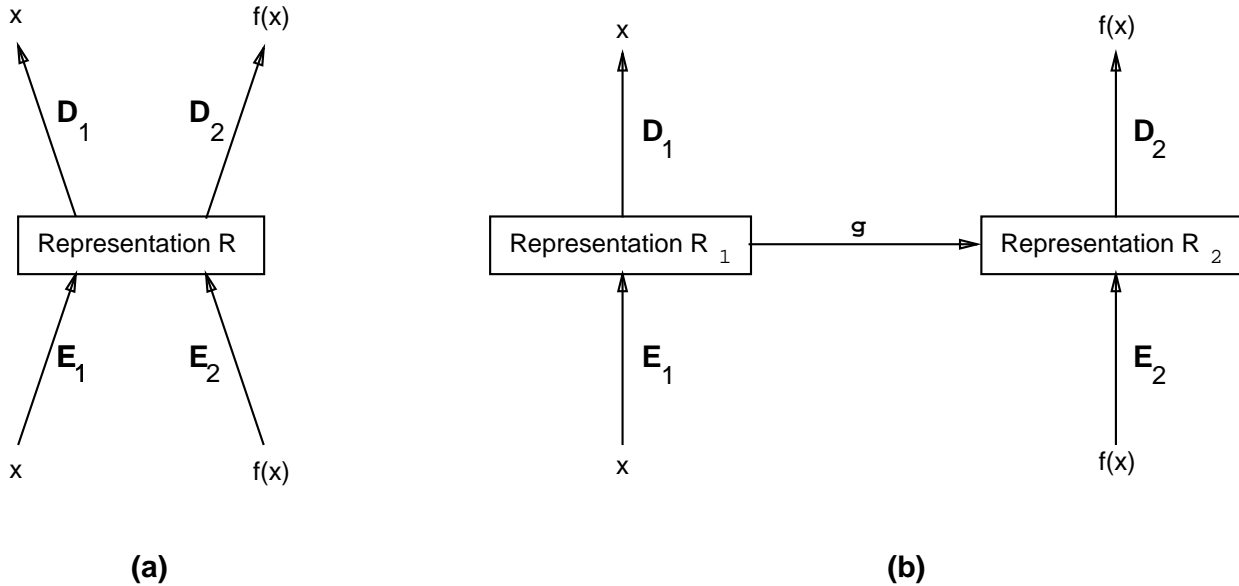 x f(x) x f(x)
D1 D2 D1 D2
Representation R Representation R 1 g Representation R 2
E1 E2 E1 E2
x f(x) x f(x)
(a) (b)